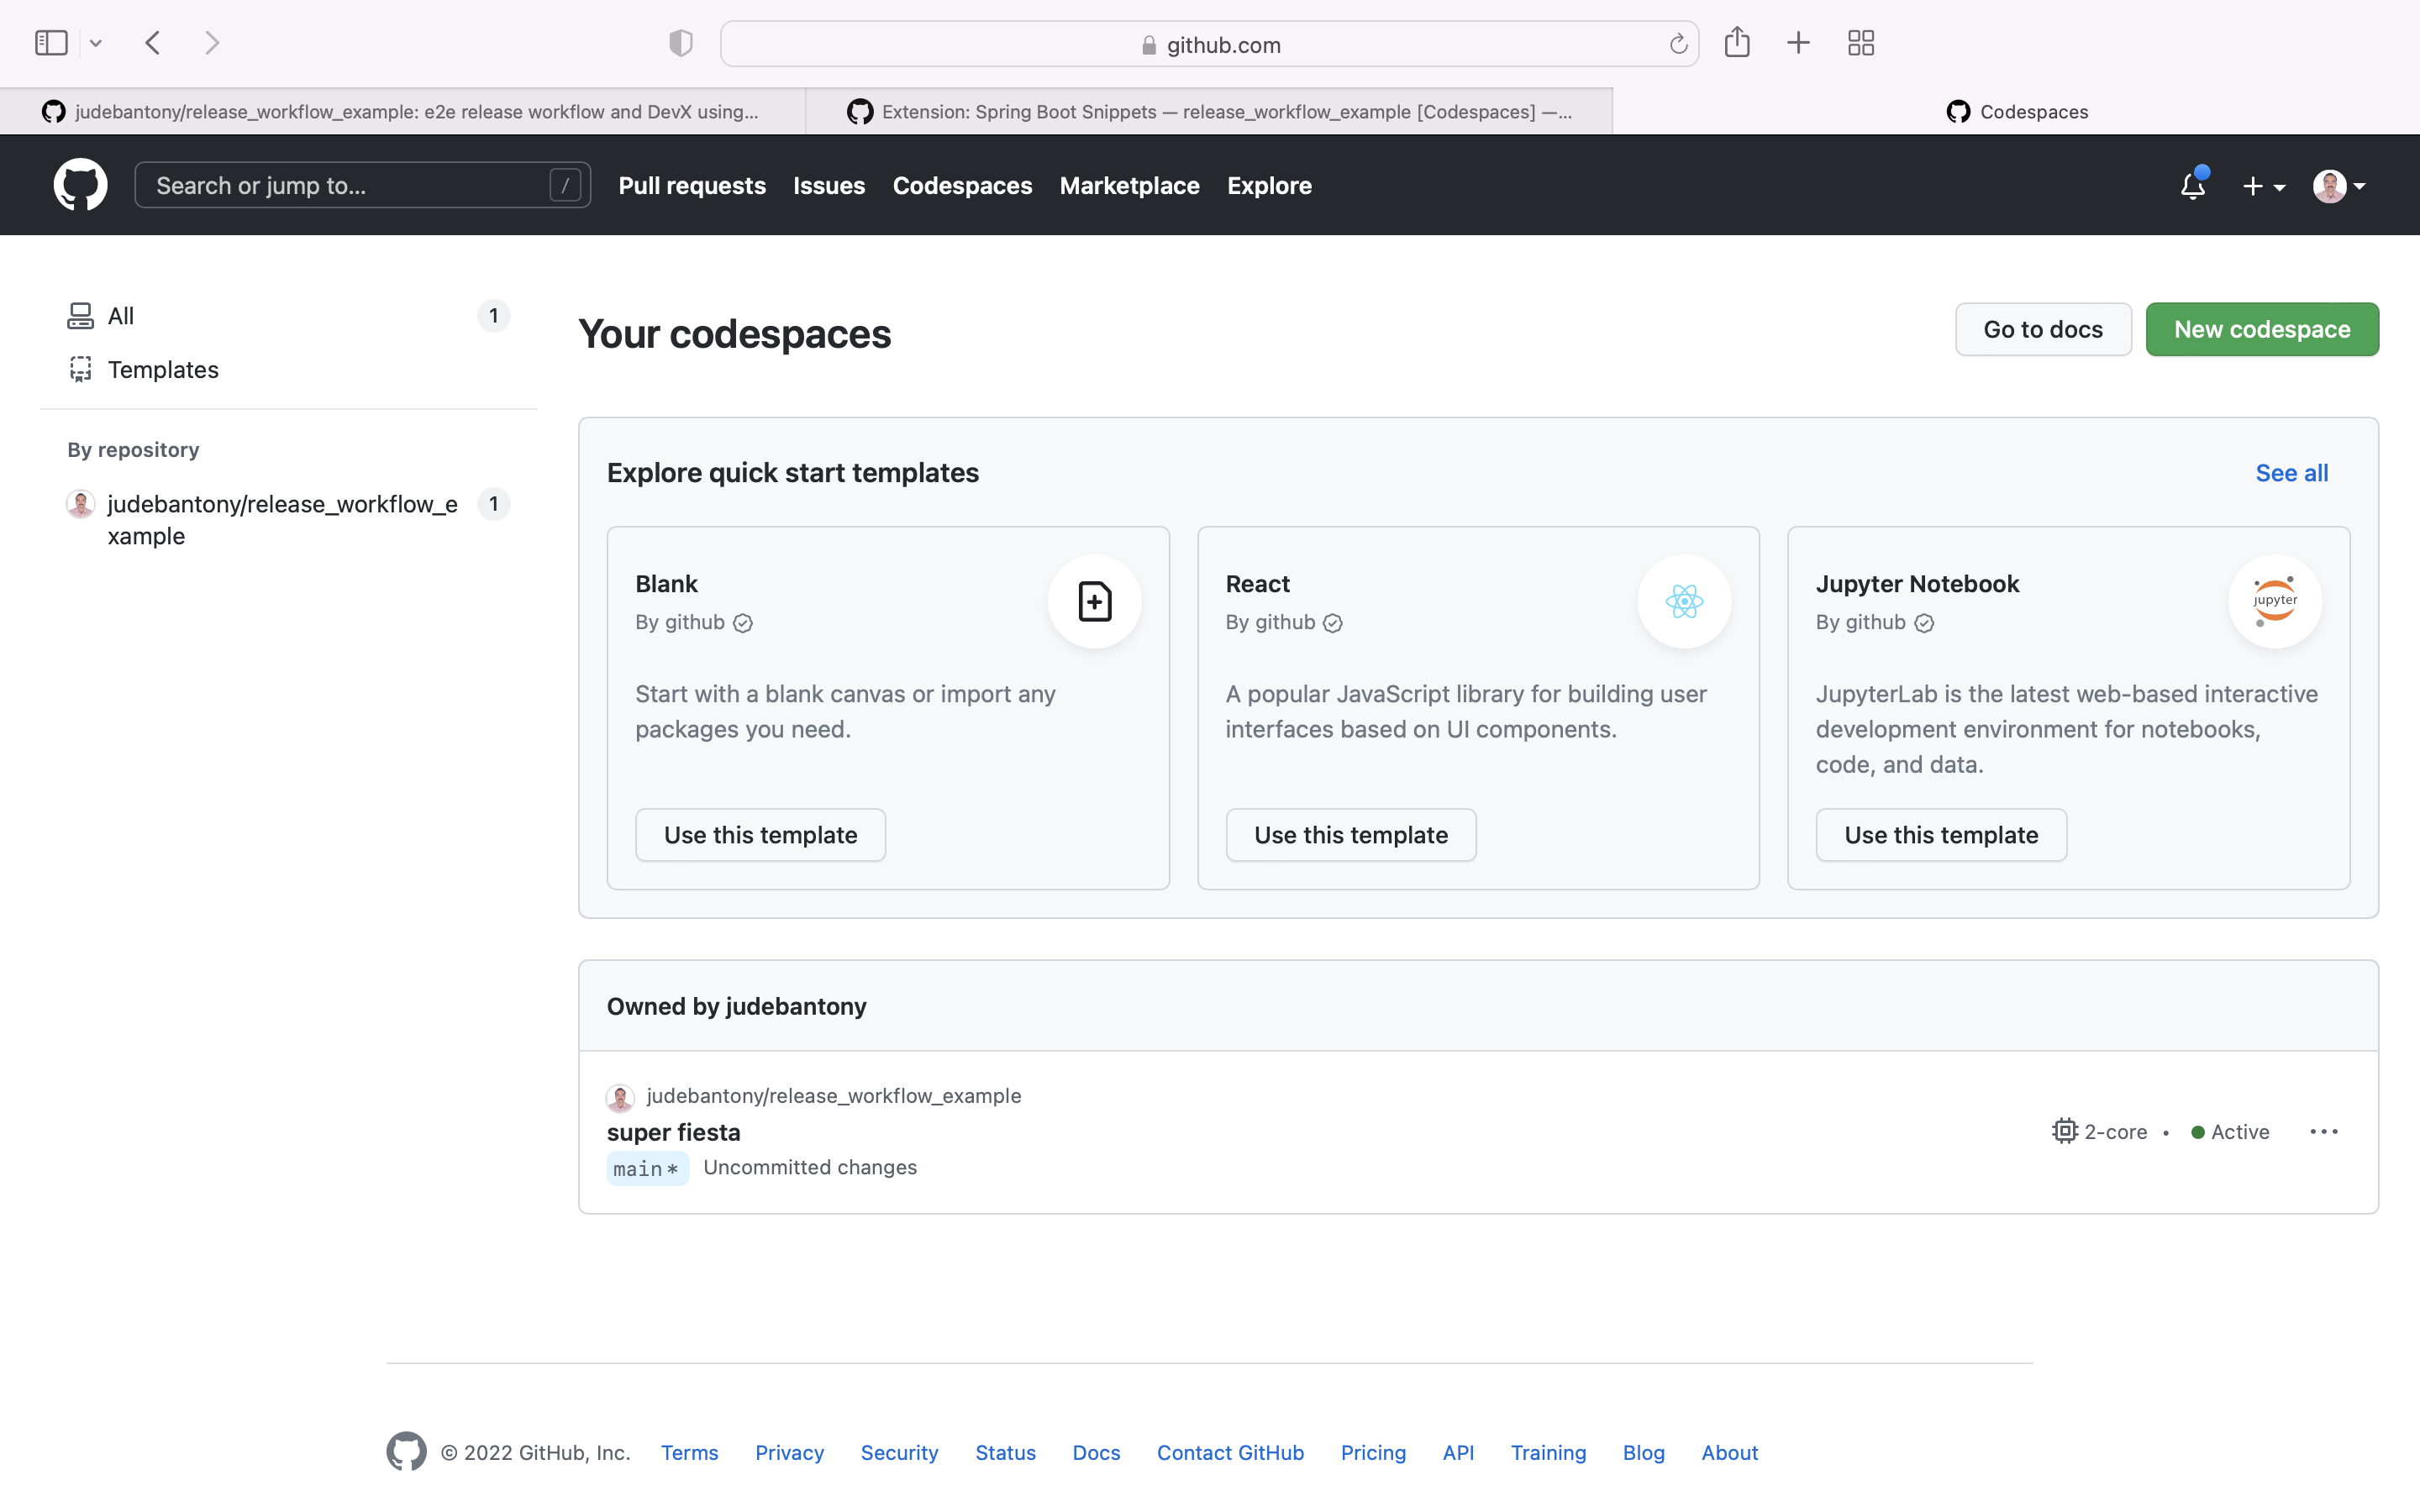 github.com
judebantony/release_workflow_example: e2e release workflow and DevX using...
Extension: Spring Boot Snippets — release_workflow_example [Codespaces] —...
Codespaces
Search or jump to...
/
Pull requests
Issues
Codespaces
Marketplace
Explore
All
1
Templates
By repository
judebantony/release_workflow_e
xample
1
Your codespaces
Go to docs
New codespace
Explore quick start templates
See all
Blank
By github
Start with a blank canvas or import any
packages you need.
Use this template
React
By github
A popular JavaScript library for building user
interfaces based on UI components.
Use this template
Jupyter Notebook
By github
jupyter
JupyterLab is the latest web-based interactive
development environment for notebooks,
code, and data.
Use this template
Owned by judebantony
judebantony/release_workflow_example
super fiesta
main* Uncommitted changes
2-core • Active
© 2022 GitHub, Inc.
Terms
Privacy
Security
Status
Docs
Contact GitHub
Pricing
API
Training
Blog
About